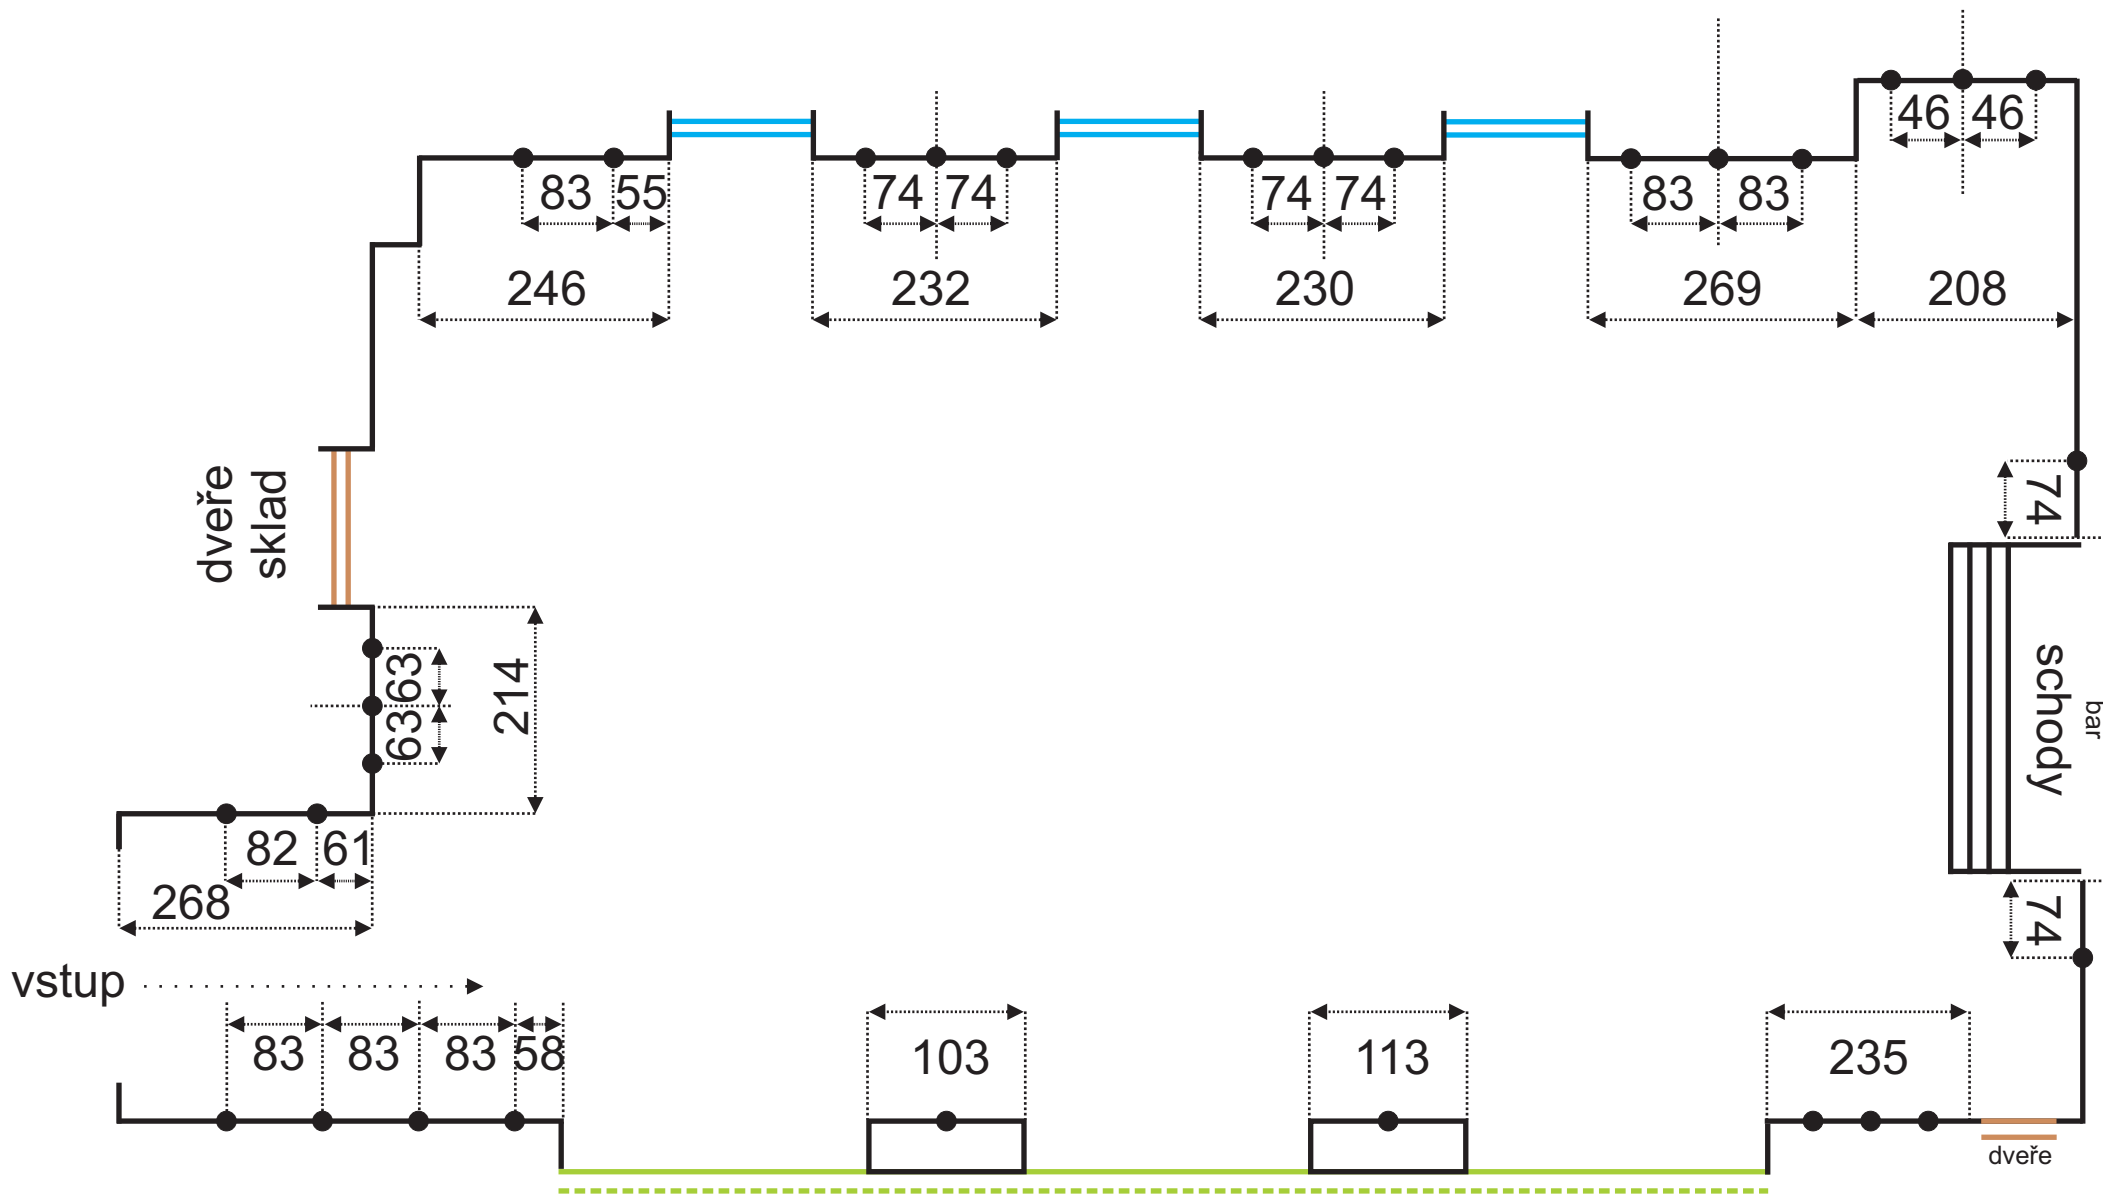 46 46
83 55 74 74 74 74 83 83
246 232 230 269 208
74
dveře
sklad
63
63
214
schody
bar
82 61
268
74
vstup
83 83 83 58
103 113 235
dveře